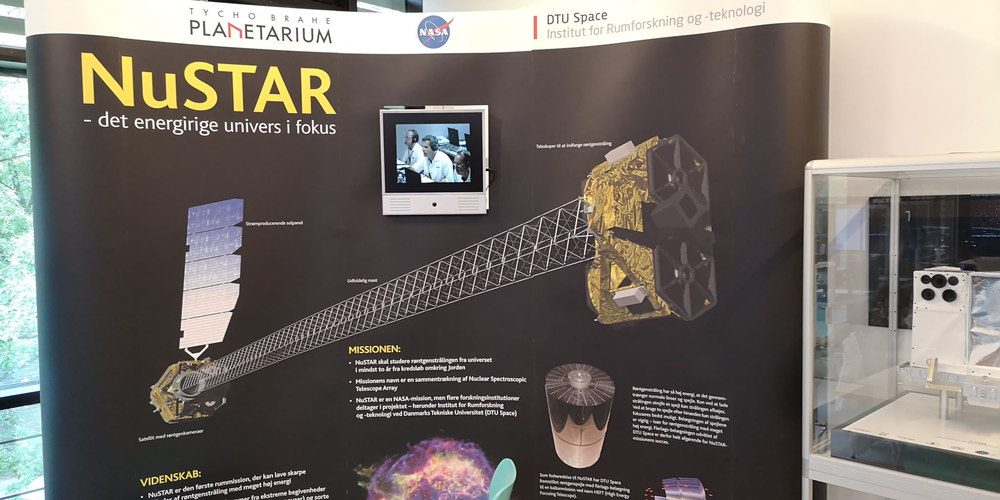 TYCHO BRAHE
PLANETARIUM
NASA
DTU Space
Institut for Rumforskning og -teknologi
NuSTAR
- det energirige univers i fokus
Teleskoper til at indfange røntgenstråling
Strømproducerende solpanel
Udfoldelig mast
Satellit med røntgenkameraer
MISSIONEN:
• NuSTAR skal studere røntgenstrålingen fra universet
i mindst to år fra kredsløb omkring Jorden
• Missionens navn er en sammentrækning af Nuclear Spectroscopic
Telescope Array
• NuSTAR er en NASA-mission, men flere forskningsinstitutioner
deltager i projektet – herunder Institut for Rumforskning
og -teknologi ved Danmarks Tekniske Universitet (DTU Space)
Røntgenstråling har så høj energi, at det gennem-
trænger normale linser og spejle. Kun ved at lade
strålingen strejfe et spejl kan strålingen afbøjes.
Ved at bruge to spejle efter hinanden kan strålingen
fokuseres bedst muligt. Belægningen af spejlene
er vigtig – især for røntgenstråling med meget
høj energi. Flerlags-belægningen udviklet af
DTU Space er derfor helt afgørende for NuSTAR-
missionens succes.
VIDENSKAB:
• NuSTAR er den første rummission, der kan lave skarpe
af røntgenstråling med meget høj energi
fra ekstreme begivenheder
og sorte
Som forberedelse til NuSTAR har DTU Space
fremstillet røntgenspejle med flerlags-belægning
til en ballonmission ved navn HEFT (High Energy
Focusing Telescope).